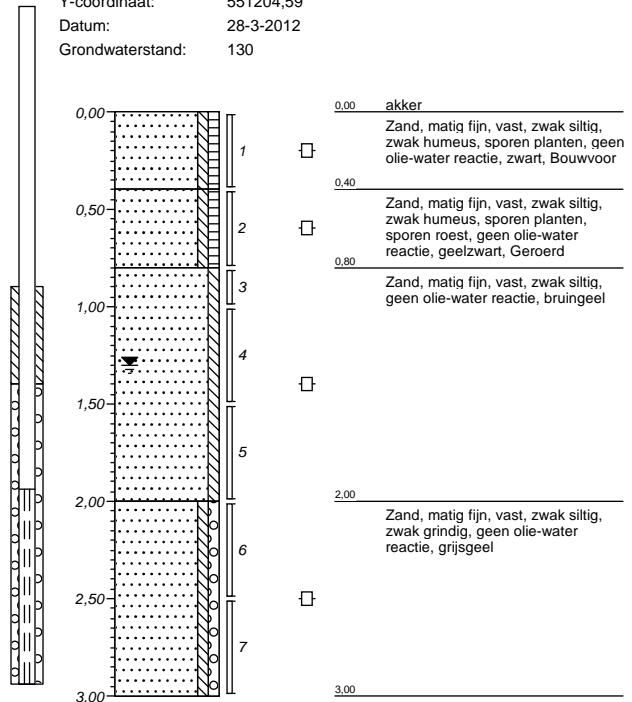 Y-coördinaat: 551204,59
Datum: 28-3-2012
Grondwaterstand: 130
0,00
0,50
1,00
1,50
2,00
2,50
3,00
1
2
3
4
5
6
7
0,00 akker
Zand, matig fijn, vast, zwak siltig,
zwak humeus, sporen planten, geen
olie-water reactie, zwart, Bouwvoor
0,40
Zand, matig fijn, vast, zwak siltig,
zwak humeus, sporen planten,
sporen roest, geen olie-water
reactie, geelzwart, Geroerd
0,80
Zand, matig fijn, vast, zwak siltig,
geen olie-water reactie, bruingeel
2,00
Zand, matig fijn, vast, zwak siltig,
zwak grindig, geen olie-water
reactie, grijsgeel
3,00